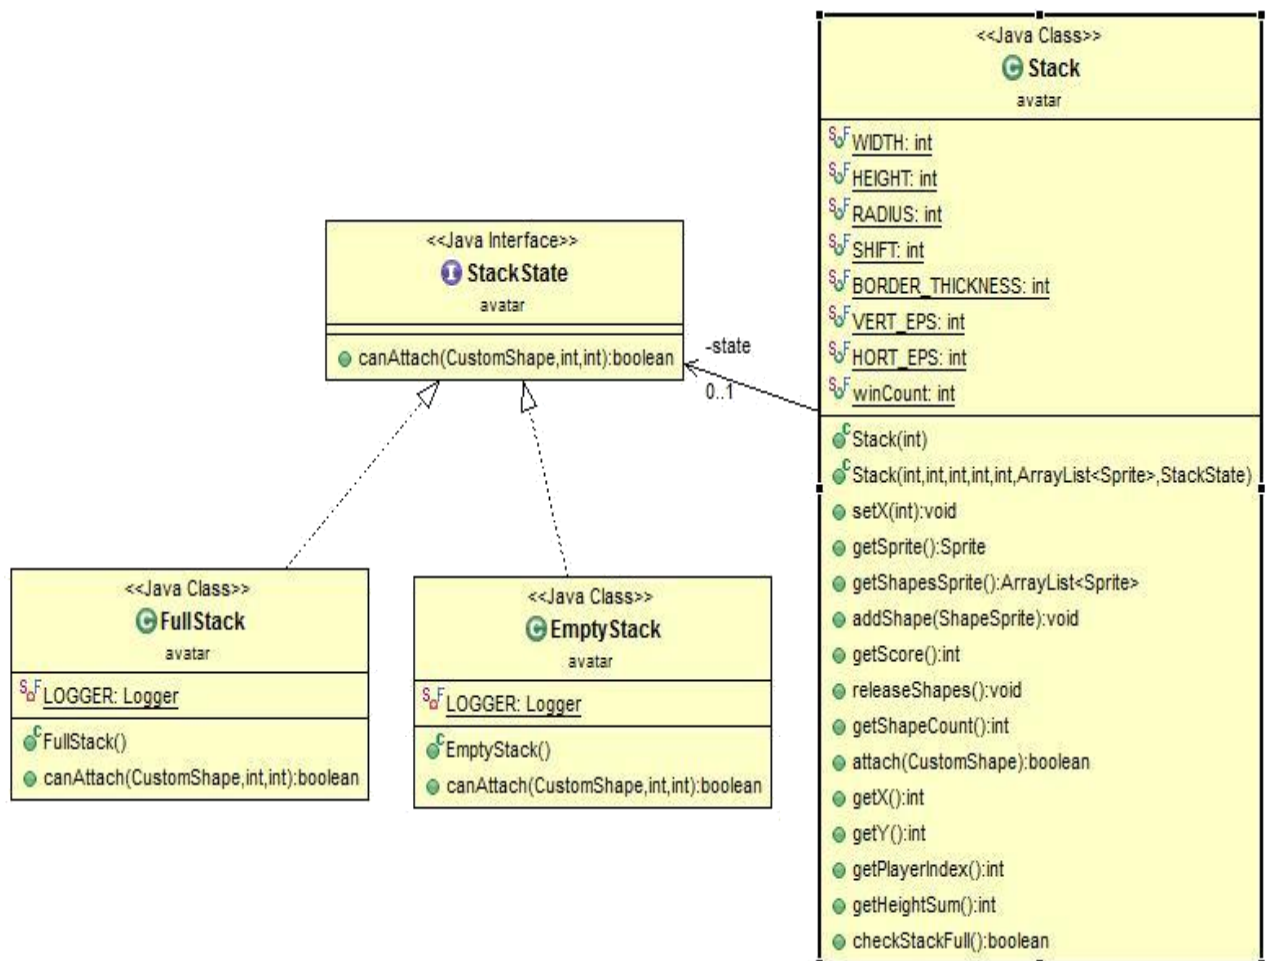 <<Java Class>>
Stack
avatar
WIDTH: int
HEIGHT: int
RADIUS: int
SHIFT: int
BORDER_THICKNESS: int
VERT_EPS: int
HORT_EPS: int
winCount: int
Stack(int)
Stack(int,int,int,int,int,ArrayList<Sprite>,StackState)
setX(int):void
getSprite():Sprite
getShapesSprite():ArrayList<Sprite>
addShape(ShapeSprite):void
getScore():int
releaseShapes():void
getShapeCount():int
attach(CustomShape):boolean
getX():int
getY():int
getPlayerIndex():int
getHeightSum():int
checkStackFull():boolean
<<Java Interface>>
StackState
avatar
canAttach(CustomShape,int,int):boolean
-state
0..1
<<Java Class>>
FullStack
avatar
LOGGER: Logger
FullStack()
canAttach(CustomShape,int,int):boolean
<<Java Class>>
EmptyStack
avatar
LOGGER: Logger
EmptyStack()
canAttach(CustomShape,int,int):boolean